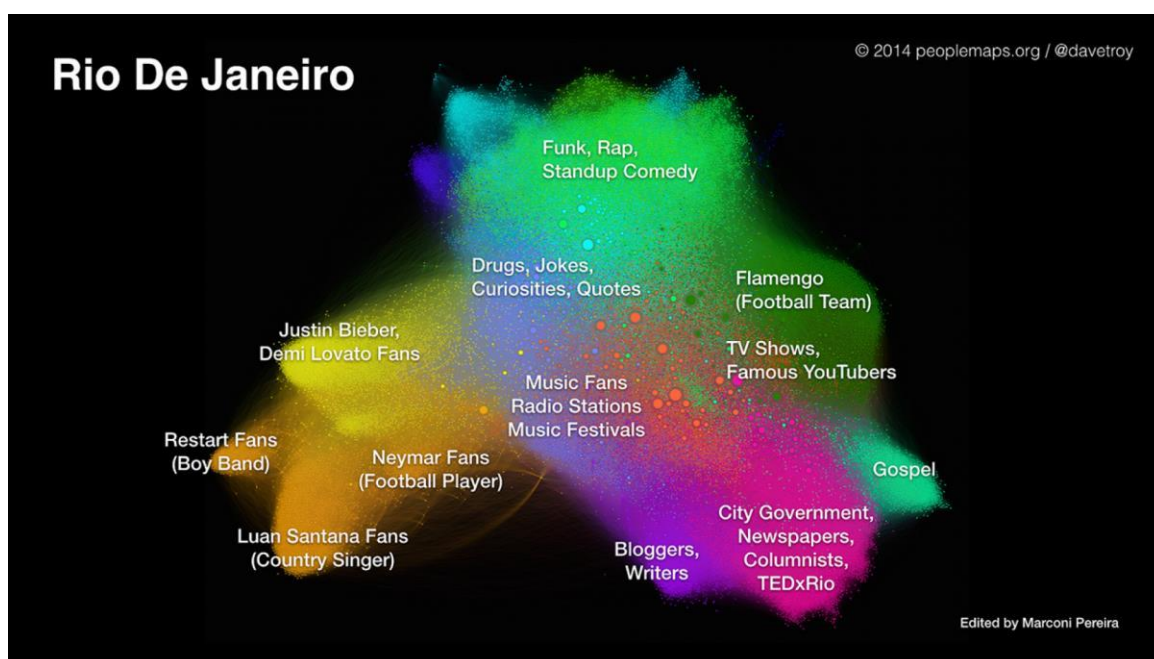 Rio De Janeiro
© 2014 peoplemaps.org / @davetroy
Funk, Rap,
Standup Comedy
Drugs, Jokes,
Curiosities, Quotes
Flamengo
(Football Team)
Justin Bieber,
Demi Lovato Fans
TV Shows,
Famous YouTubers
Music Fans
Radio Stations
Music Festivals
Restart Fans
(Boy Band)
Neymar Fans
(Football Player)
Gospel
Luan Santana Fans
(Country Singer)
Bloggers,
Writers
City Government,
Newspapers,
Columnists,
TEDxRio
Edited by Marconi Pereira